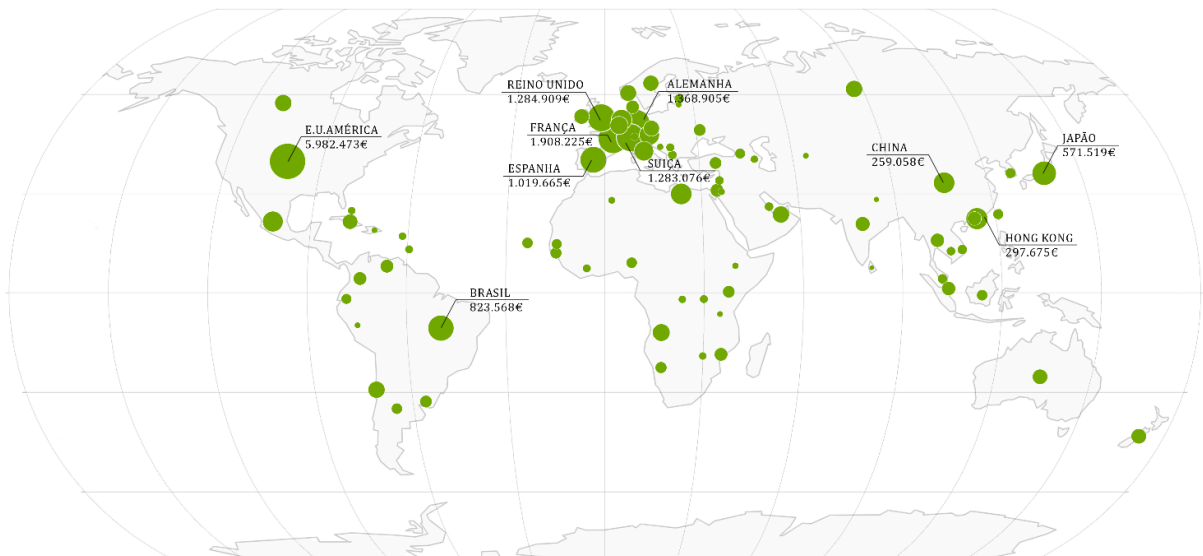 REINO UNIDO
1.284.909€
ALEMANHA
1.368.905€
E.U.AMÉRICA
5.982.473€
FRANÇA
1.908.225€
JAPÃO
571.519€
CHINA
259.058€
ESPANHA
1.019.665€
SUIÇA
1.283.076€
HONG KONG
297.675€
BRASIL
823.568€